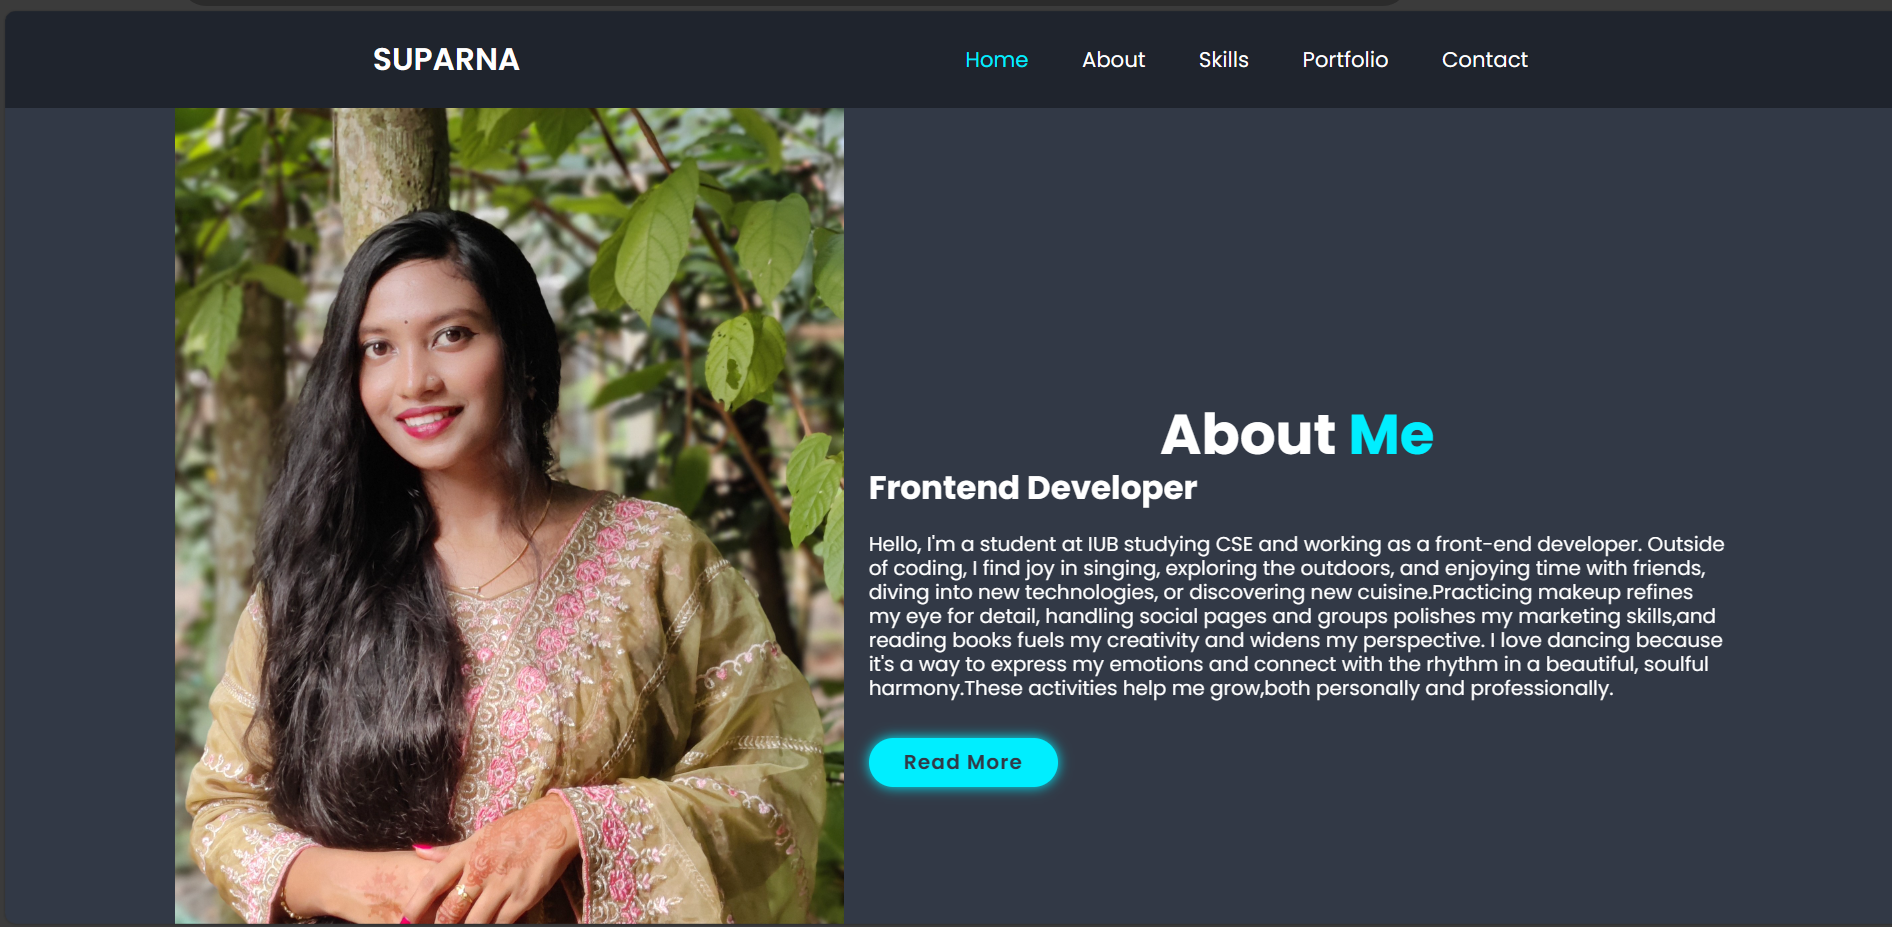 SUPARNA
Home About Skills Portfolio Contact
About Me
Frontend Developer
Hello, I'm a student at IUB studying CSE and working as a front-end developer. Outside
of coding, I find joy in singing, exploring the outdoors, and enjoying time with friends,
diving into new technologies, or discovering new cuisine.Practicing makeup refines
my eye for detail, handling social pages and groups polishes my marketing skills,and
reading books fuels my creativity and widens my perspective. I love dancing because
it's a way to express my emotions and connect with the rhythm in a beautiful, soulful
harmony.These activities help me grow,both personally and professionally.
Read More